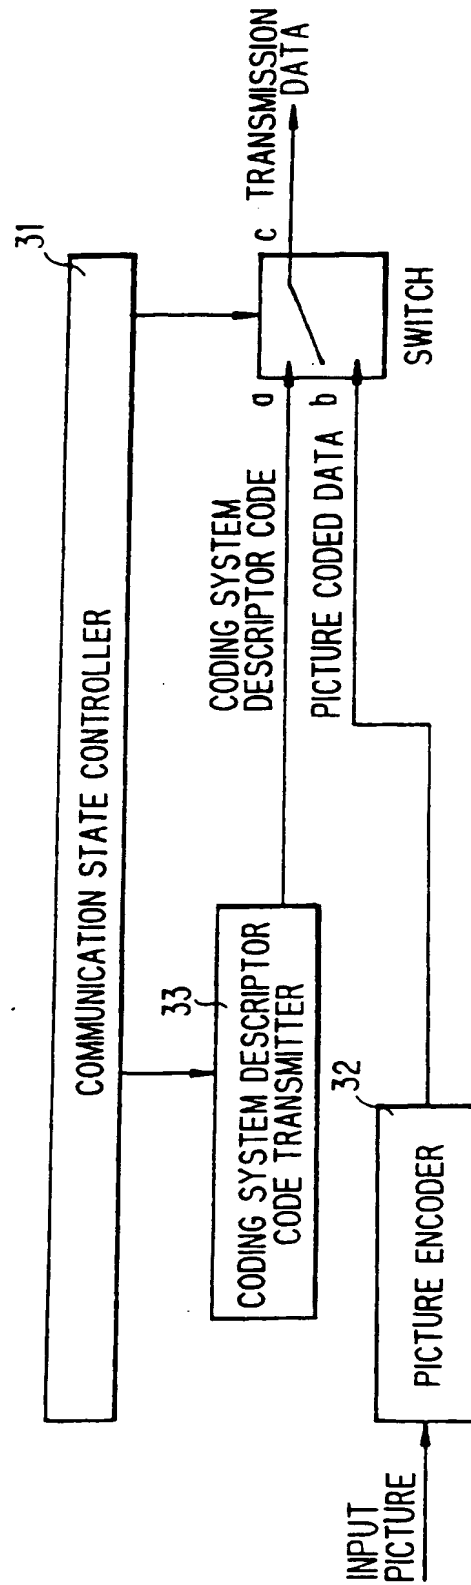 31
COMMUNICATION STATE CONTROLLER
33
CODING SYSTEM DESCRIPTOR
CODE TRANSMITTER
CODING SYSTEM
DESCRIPTOR CODE
a
b
c
TRANSMISSION
DATA
SWITCH
PICTURE CODED DATA
32
PICTURE ENCODER
INPUT
PICTURE